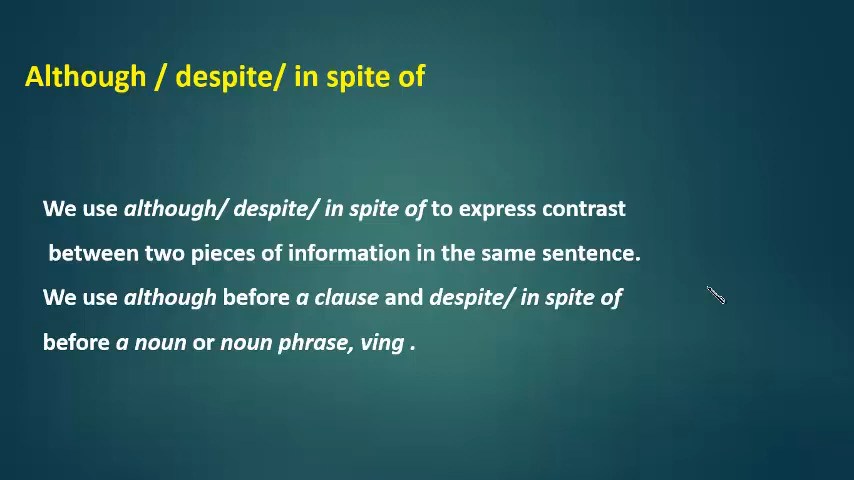 Although / despite/ in spite of
We use although/ despite/ in spite of to express contrast
between two pieces of information in the same sentence.
We use although before a clause and despite/ in spite of
before a noun or noun phrase, ving .